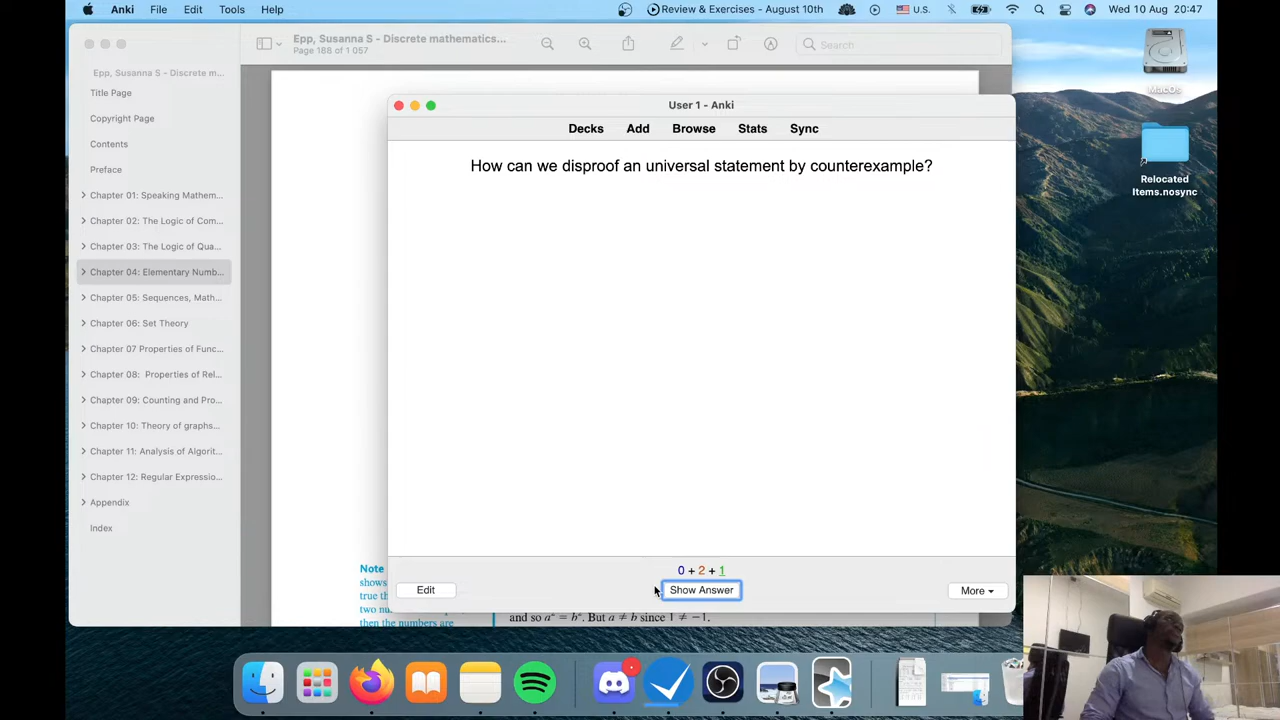 Anki File Edit Tools Help
Review & Exercises - August 10th
U.S.
Wed 10 Aug 20:47
Epp, Susanna S - Discrete mathematics...
Page 188 of 1 057
Search
Epp, Susanna S - Discrete m...
Title Page
Copyright Page
Contents
Preface
Chapter 01: Speaking Mathem...
Chapter 02: The Logic of Com...
Chapter 03: The Logic of Qua...
Chapter 04: Elementary Numb...
Chapter 05: Sequences, Math...
Chapter 06: Set Theory
Chapter 07 Properties of Func...
Chapter 08: Properties of Rel...
Chapter 09: Counting and Pro...
Chapter 10: Theory of graphs...
Chapter 11: Analysis of Algorit...
Chapter 12: Regular Expressio...
Appendix
Index
User 1 - Anki
Decks Add Browse Stats Sync
How can we disproof an universal statement by counterexample?
0 + 2 + 1
Edit
Show Answer
More
Note
shows
true th
two nu
then the numbers are
and so a² = b². But a ≠ b since 1 ≠ −1.
MacOs
Relocated
Items.nosync